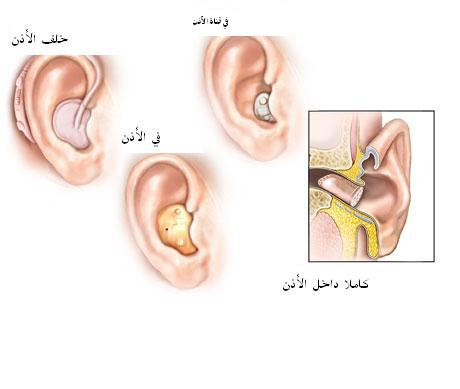 في قناة الأذن
خلف الأذن
في الأذن
كاملا داخل الأذن